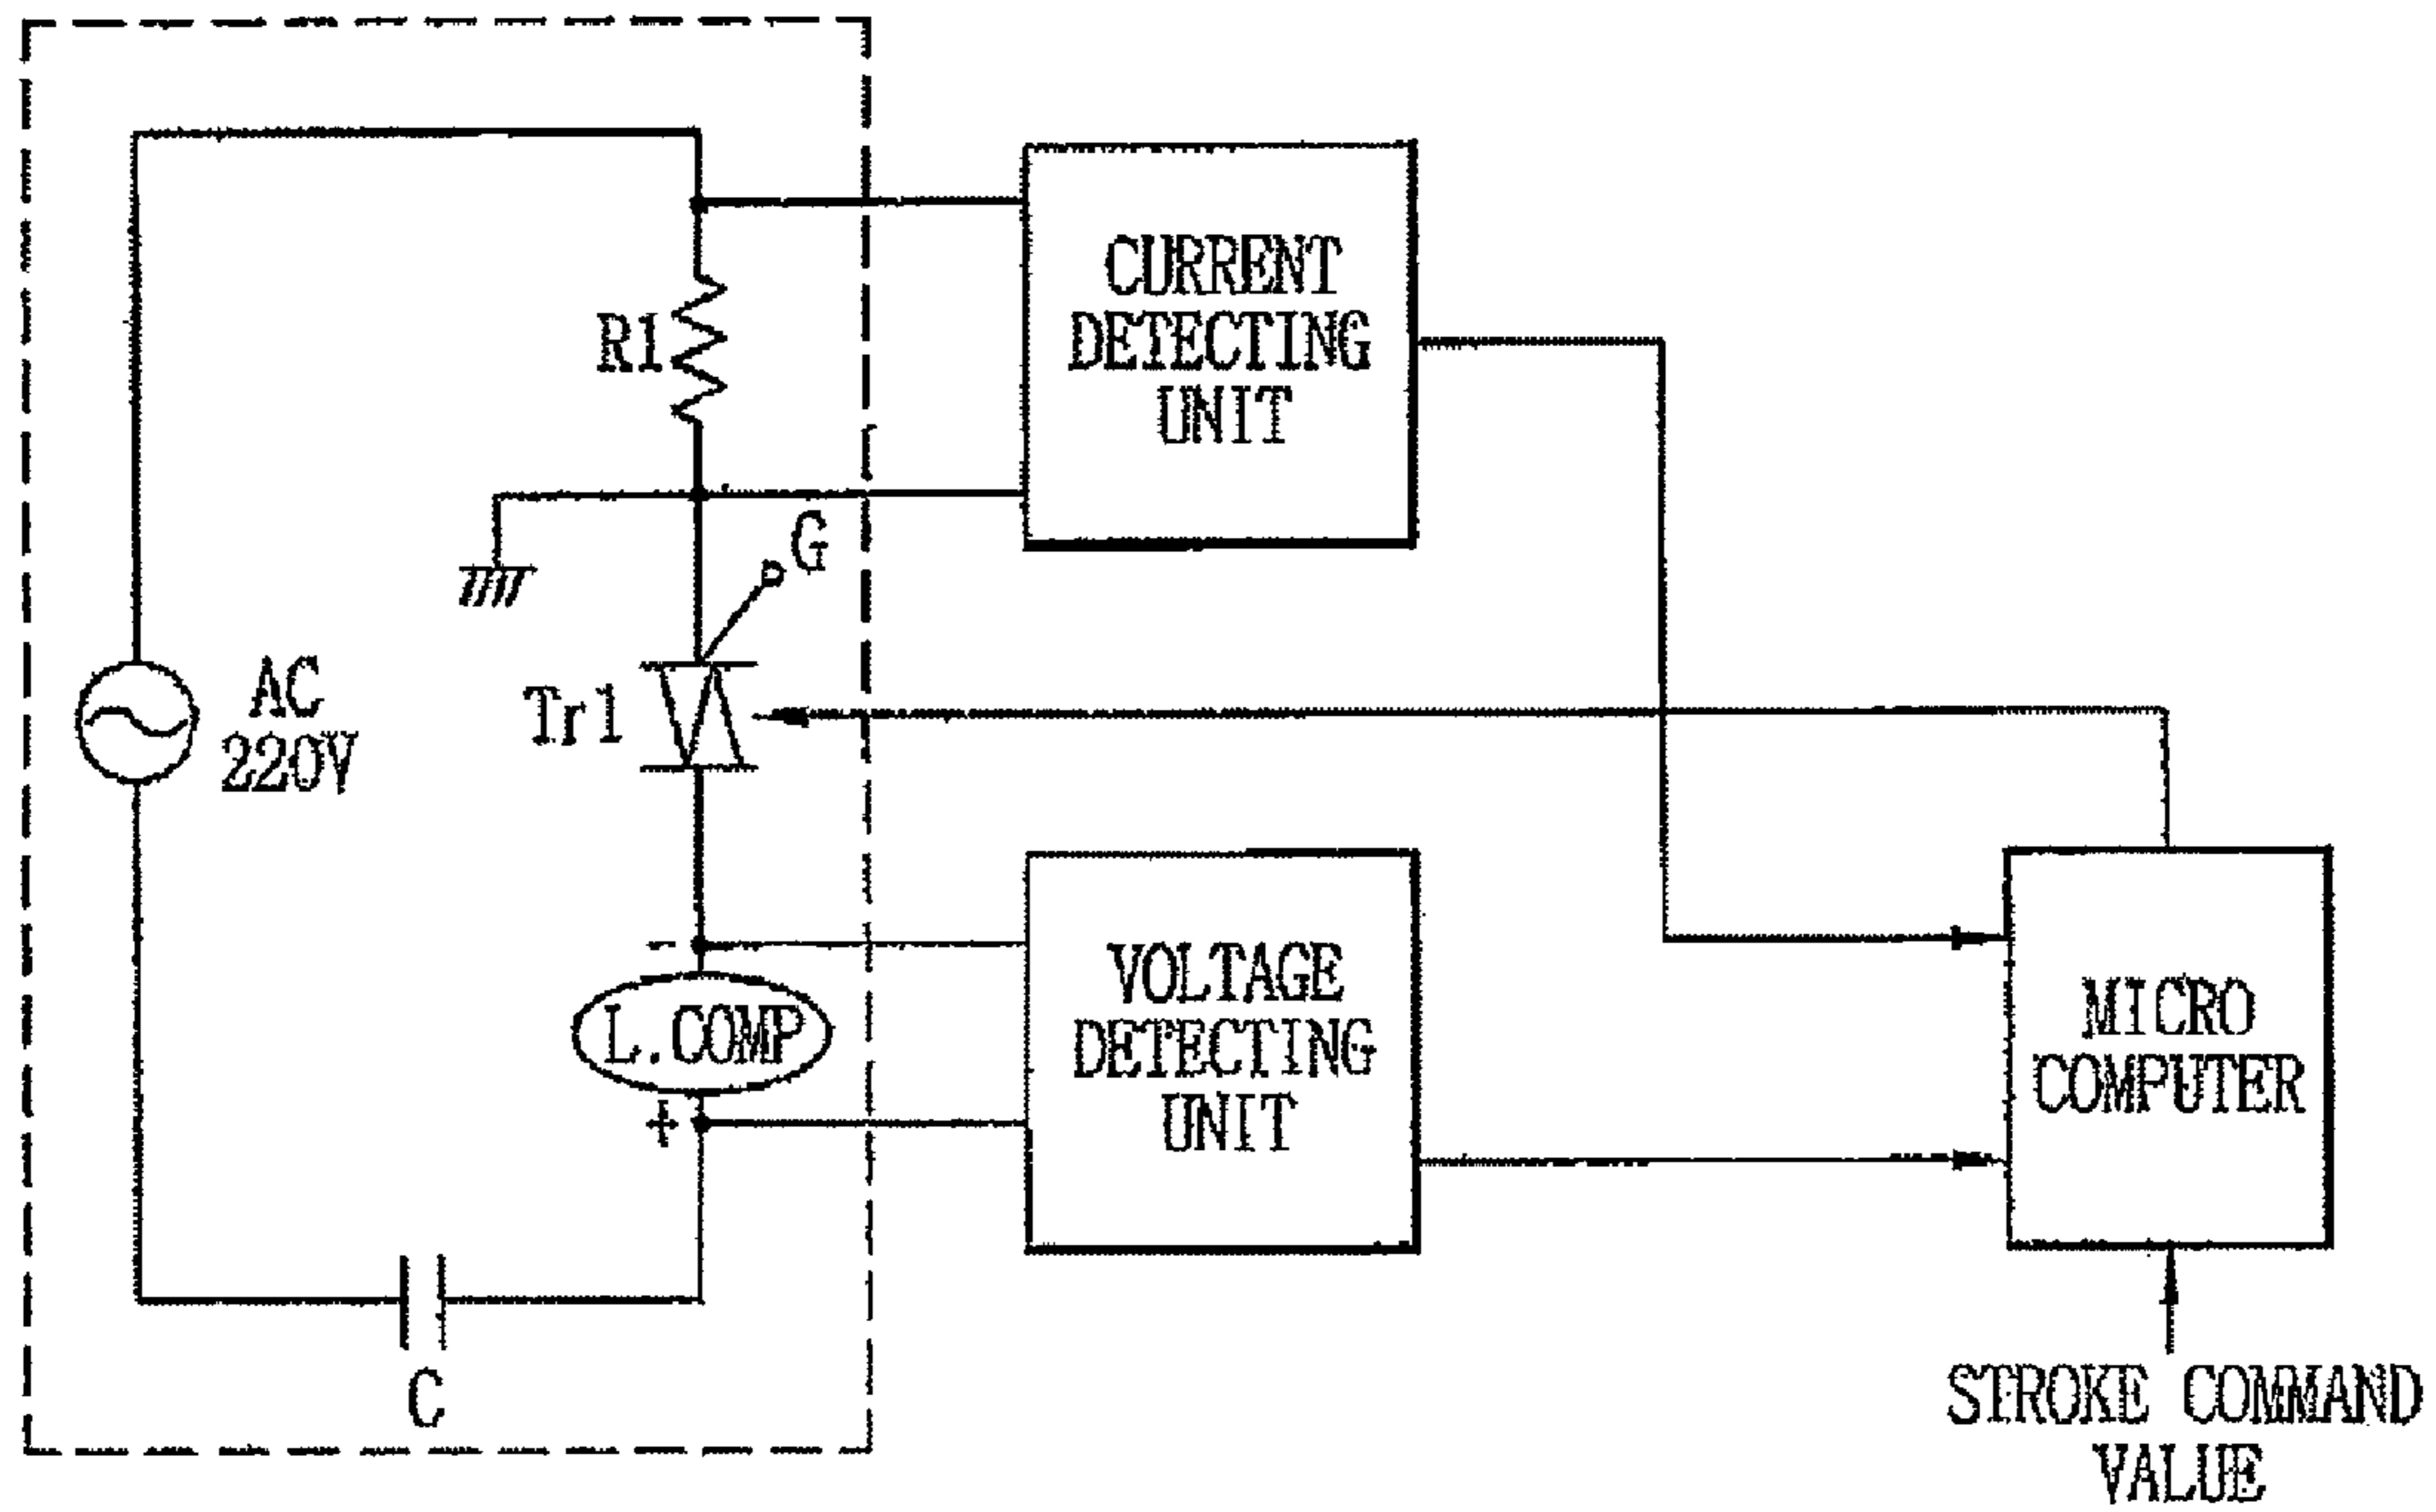 CURRENT
DETECTING
UNIT
R1
G
AC
220V
Tr1
-
L.COMP
+
VOLTAGE
DETECTING
UNIT
MICRO
COMPUTER
C
STROKE COMMAND
VALUE